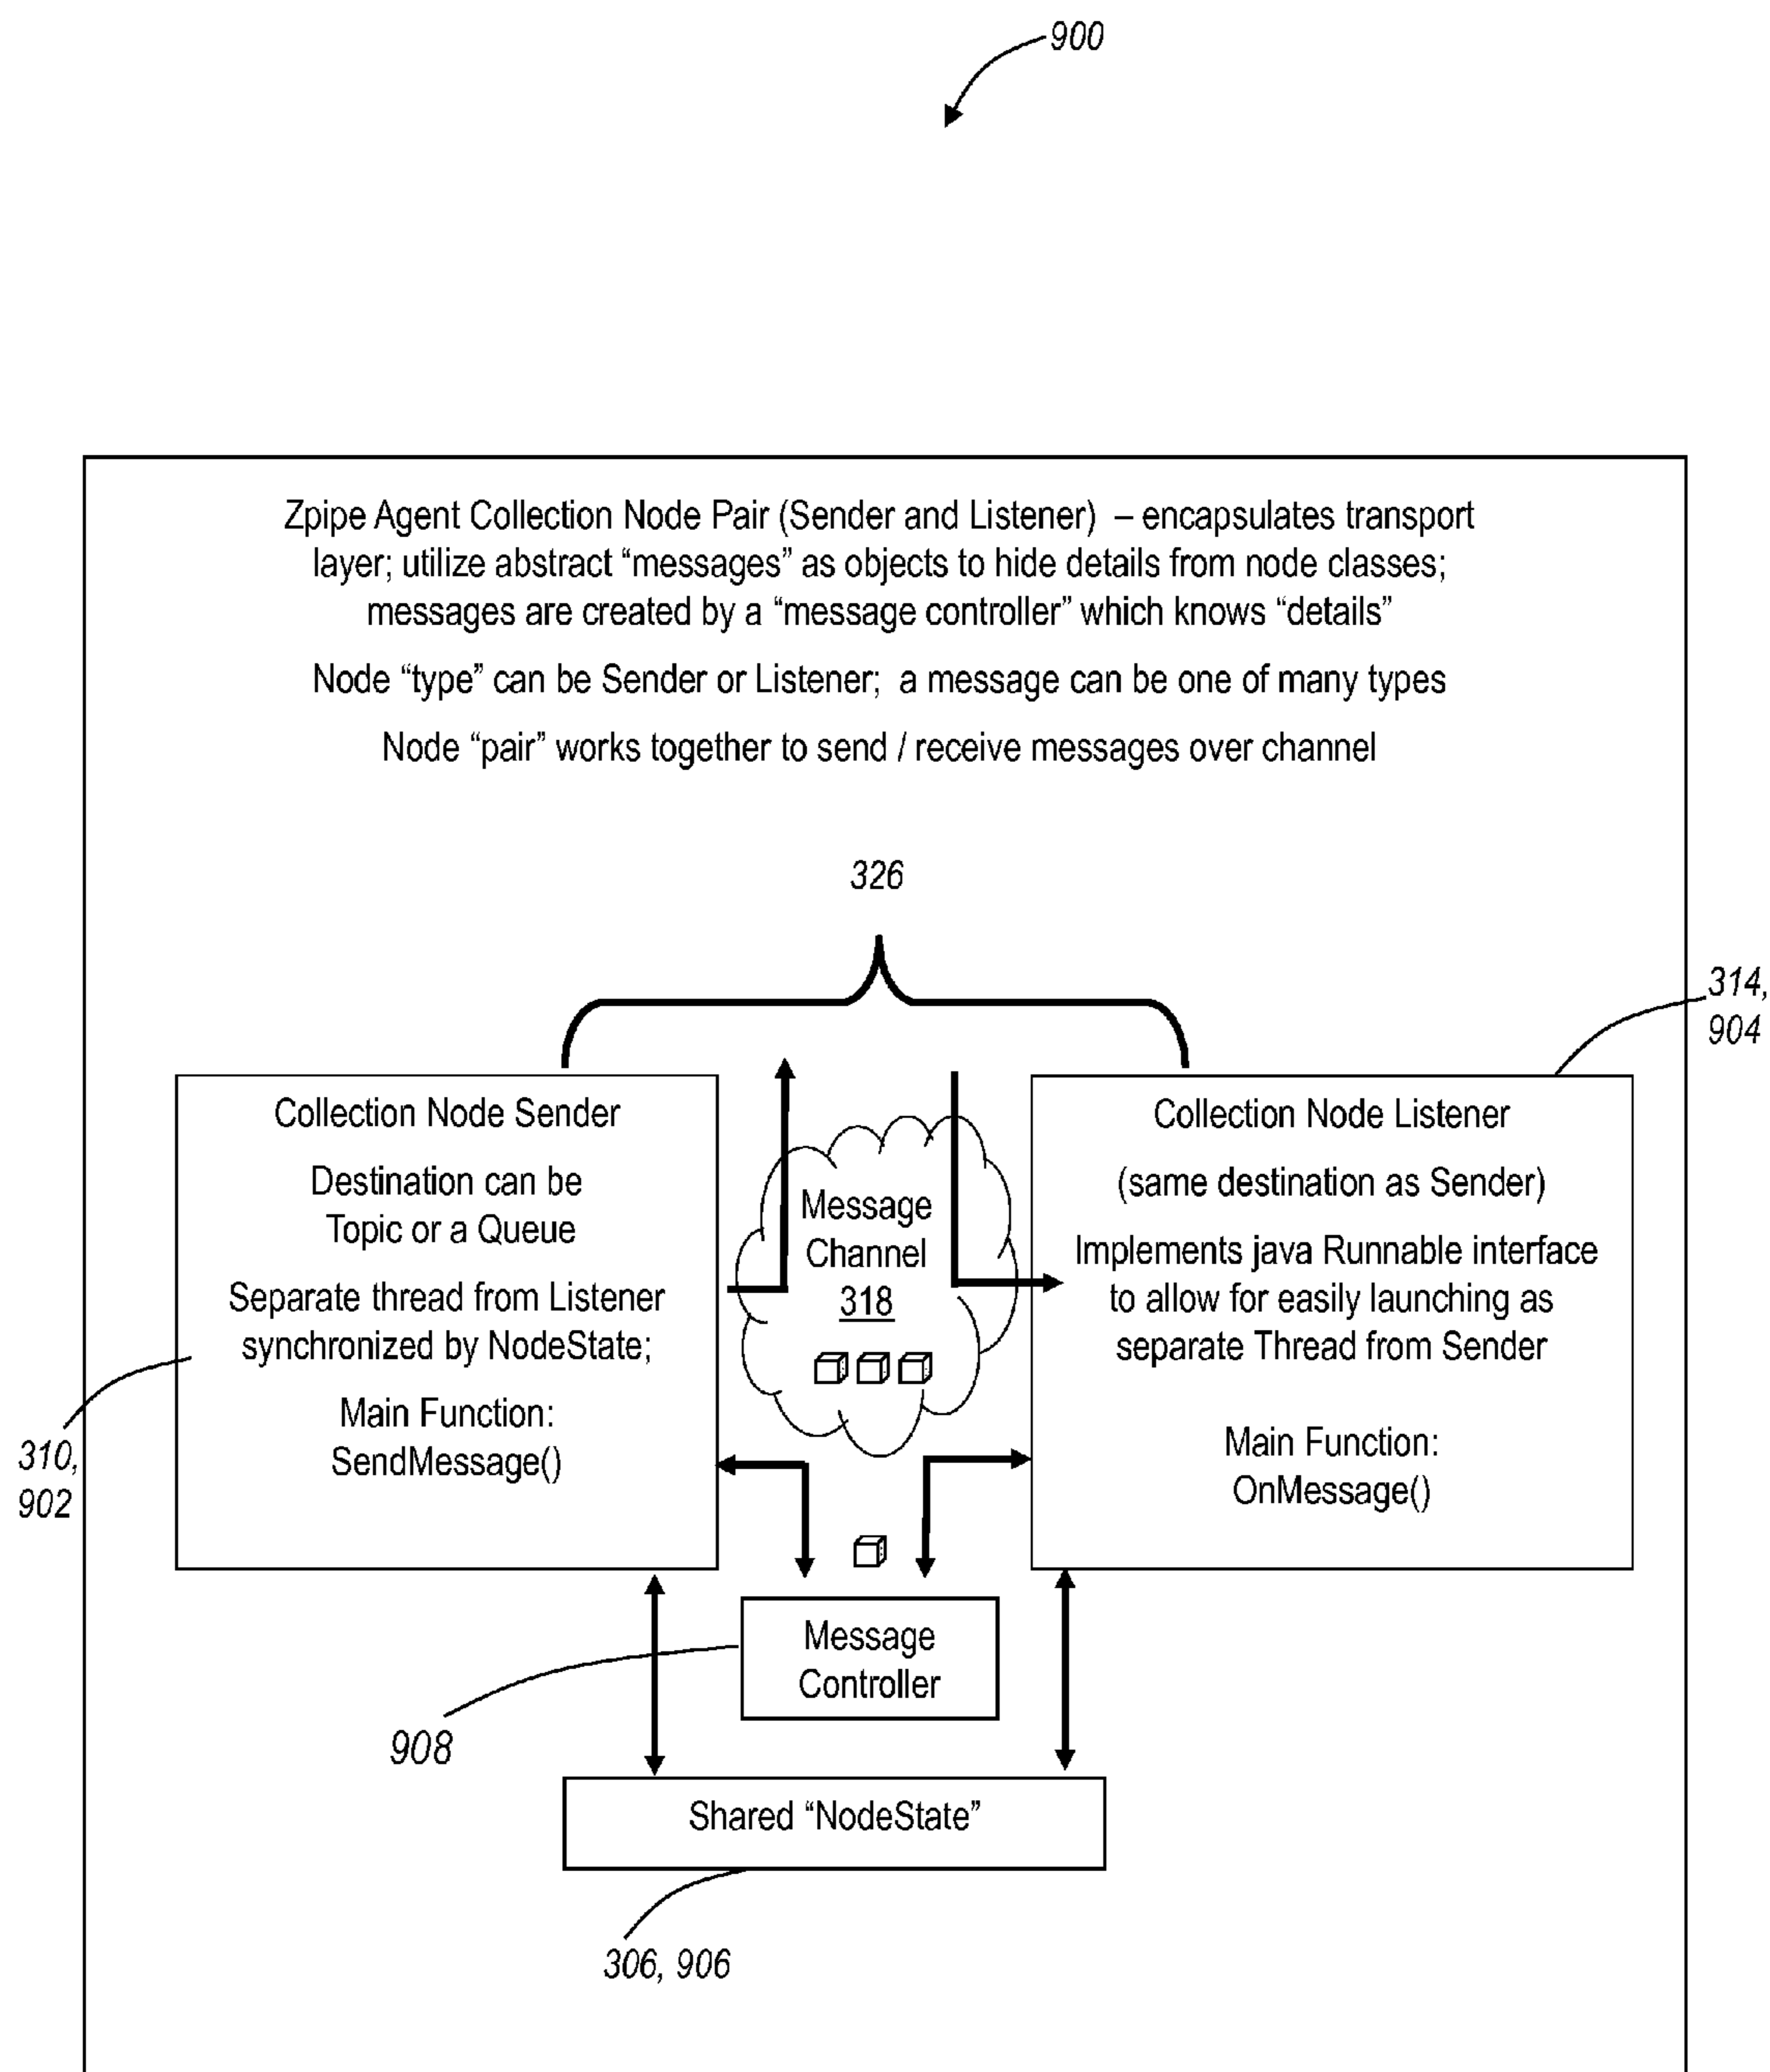 900
Zpipe Agent Collection Node Pair (Sender and Listener) – encapsulates transport
layer; utilize abstract “messages” as objects to hide details from node classes;
messages are created by a “message controller” which knows “details”
Node “type” can be Sender or Listener; a message can be one of many types
Node “pair” works together to send / receive messages over channel
326
314,
904
Collection Node Sender
Destination can be
Topic or a Queue
Separate thread from Listener
synchronized by NodeState;
Main Function:
SendMessage()
310,
902
Message
Channel
318
Collection Node Listener
(same destination as Sender)
Implements java Runnable interface
to allow for easily launching as
separate Thread from Sender
Main Function:
OnMessage()
Message
Controller
908
Shared “NodeState”
306, 906